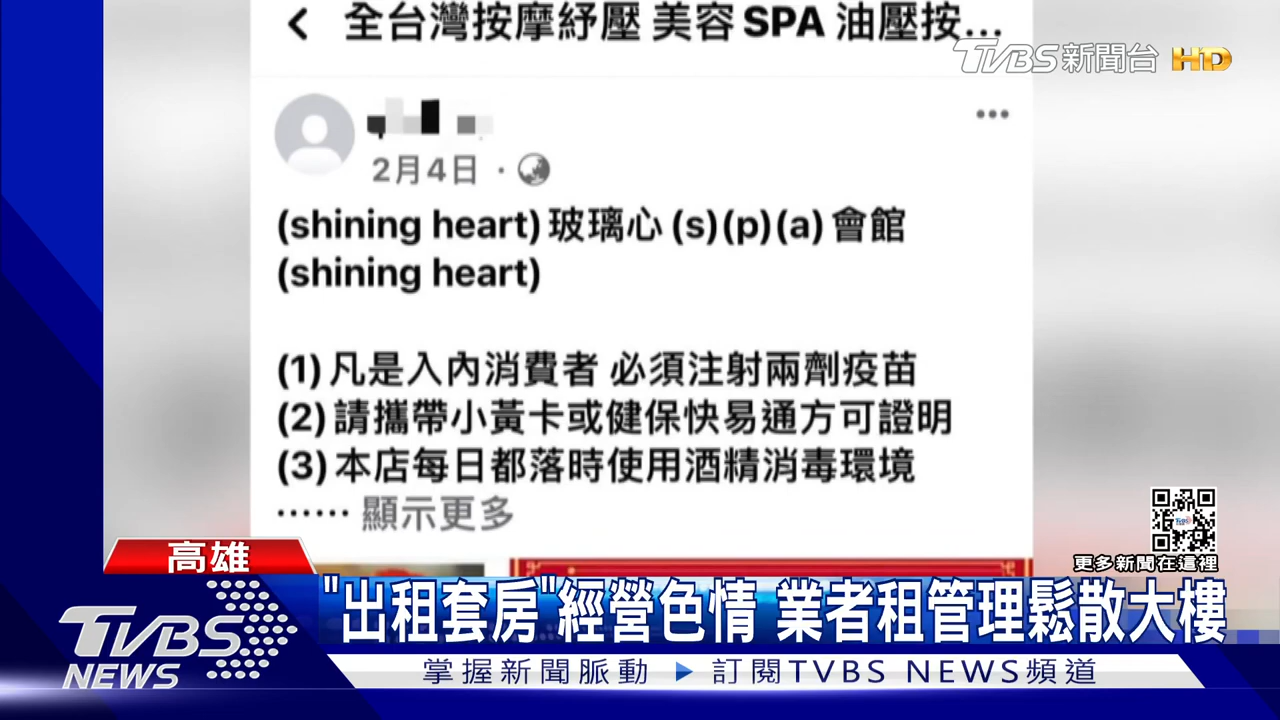 全台灣按摩紓壓 美容 SPA 油壓按...
TVBS新聞台 HD
2月4日 ·
(shining heart) 玻璃心 (s)(p)(a) 會館
(shining heart)
(1) 凡是入內消費者 必須注射兩劑疫苗
(2) 請攜帶小黃卡或健保快易通方可證明
(3) 本店每日都落時使用酒精消毒環境
…… 顯示更多
更多新聞在這裡
高雄
"出租套房"經營色情 業者租管理鬆散大樓
TVBS
NEWS
掌握新聞脈動 ▶ 訂閱TVBS NEWS頻道